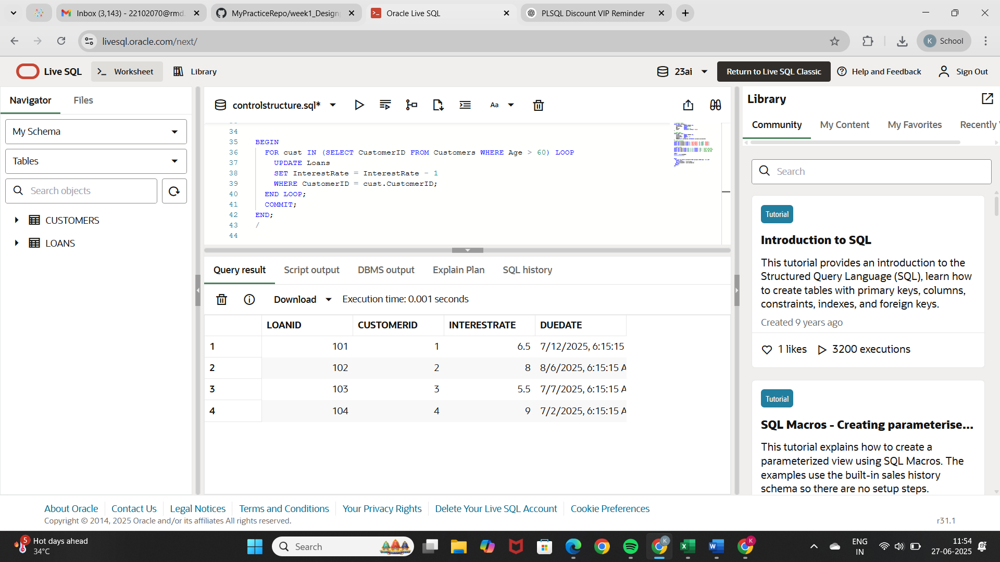 Inbox (3,143) - 22102070@rmd.
MyPracticeRepo/week1_Designp
Oracle Live SQL
PLSQL Discount VIP Reminder
livesql.oracle.com/next/
K School
Live SQL
Worksheet
Library
23ai
Return to Live SQL Classic
Help and Feedback
Sign Out
Navigator
Files
My Schema
Tables
Search objects
CUSTOMERS
LOANS
controlstructure.sql*
Aa
34
35 BEGIN
36 FOR cust IN (SELECT CustomerID FROM Customers WHERE Age > 60) LOOP
37 UPDATE Loans
38 SET InterestRate = InterestRate - 1
39 WHERE CustomerID = cust.CustomerID;
40 END LOOP;
41 COMMIT;
42 END;
43 /
44
Query result
Script output
DBMS output
Explain Plan
SQL history
Download
Execution time: 0.001 seconds
LOANID CUSTOMERID INTERESTRATE DUEDATE
1 101 1 6.5 7/12/2025, 6:15:15
2 102 2 8 8/6/2025, 6:15:15 A
3 103 3 5.5 7/7/2025, 6:15:15 A
4 104 4 9 7/2/2025, 6:15:15 A
Library
Community
My Content
My Favorites
Recently
Search
Tutorial
Introduction to SQL
This tutorial provides an introduction to the
Structured Query Language (SQL), learn how
to create tables with primary keys, columns,
constraints, indexes, and foreign keys.
Created 9 years ago
1 likes
3200 executions
Tutorial
SQL Macros - Creating parameterise...
This tutorial explains how to create a
parameterized view using SQL Macros. The
examples use the built-in sales history
schema so there are no setup steps.
About Oracle
Contact Us
Legal Notices
Terms and Conditions
Your Privacy Rights
Delete Your Live SQL Account
Cookie Preferences
Copyright © 2014, 2025 Oracle and/or its affiliates All rights reserved.
r31.1
5
Hot days ahead
34°C
Search
ENG
IN
11:54
27-06-2025